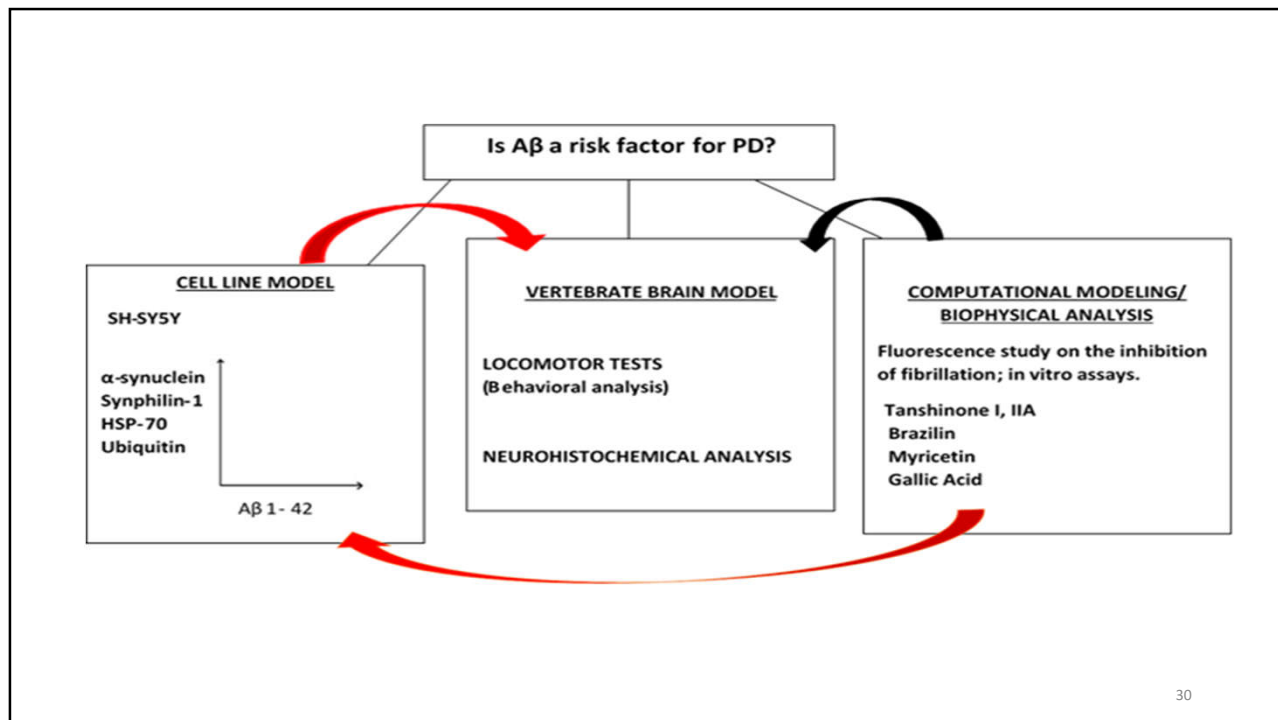 Is Aβ a risk factor for PD?
CELL LINE MODEL
SH-SY5Y
α-synuclein
Synphilin-1
HSP-70
Ubiquitin
Aβ 1- 42
VERTEBRATE BRAIN MODEL
LOCOMOTOR TESTS
(Behavioral analysis)
NEUROHISTOCHEMICAL ANALYSIS
COMPUTATIONAL MODELING/
BIOPHYSICAL ANALYSIS
Fluorescence study on the inhibition
of fibrillation; in vitro assays.
Tanshinone I, IIA
Brazilin
Myricetin
Gallic Acid
30